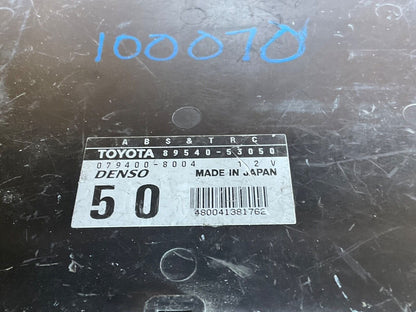 100070
ABS & TRC
TOYOTA 89540-53050
079400-8004 12V
DENSO MADE IN JAPAN
50
480041381762